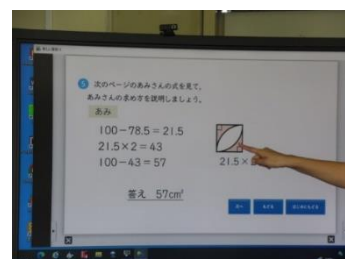 5 次のページのあみさんの式を見て、
あみさんの求め方を説明しましょう。
あみ
100－78.5＝21.5
21.5×2＝43
100－43＝57
21.5×
答え 57cm²